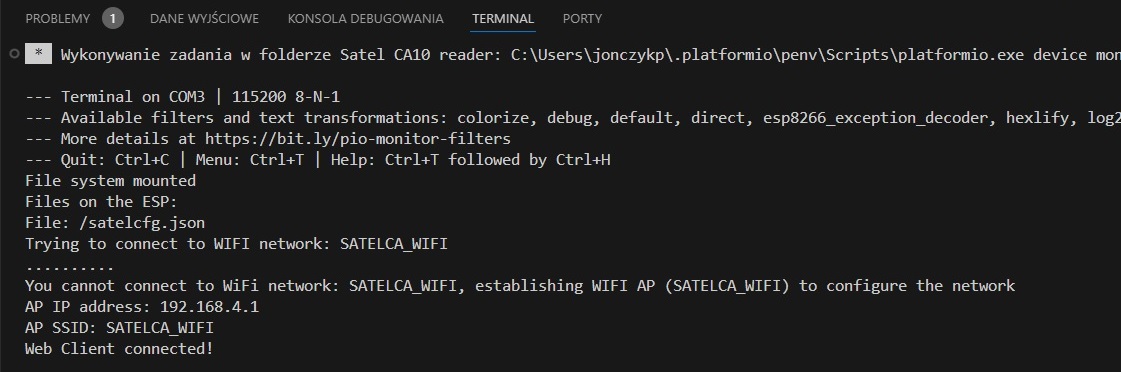 PROBLEMY 1 DANE WYJŚCIOWE KONSOLA DEBUGOWANIA TERMINAL PORTY
* Wykonywanie zadania w folderze Satel CA10 reader: C:\Users\jonczykp\.platformio\penv\Scripts\platformio.exe device mon
--- Terminal on COM3 | 115200 8-N-1
--- Available filters and text transformations: colorize, debug, default, direct, esp8266_exception_decoder, hexlify, log2
--- More details at https://bit.ly/pio-monitor-filters
--- Quit: Ctrl+C | Menu: Ctrl+T | Help: Ctrl+T followed by Ctrl+H
File system mounted
Files on the ESP:
File: /satelcfg.json
Trying to connect to WIFI network: SATELCA_WIFI
..........
You cannot connect to WiFi network: SATELCA_WIFI, establishing WIFI AP (SATELCA_WIFI) to configure the network
AP IP address: 192.168.4.1
AP SSID: SATELCA_WIFI
Web Client connected!